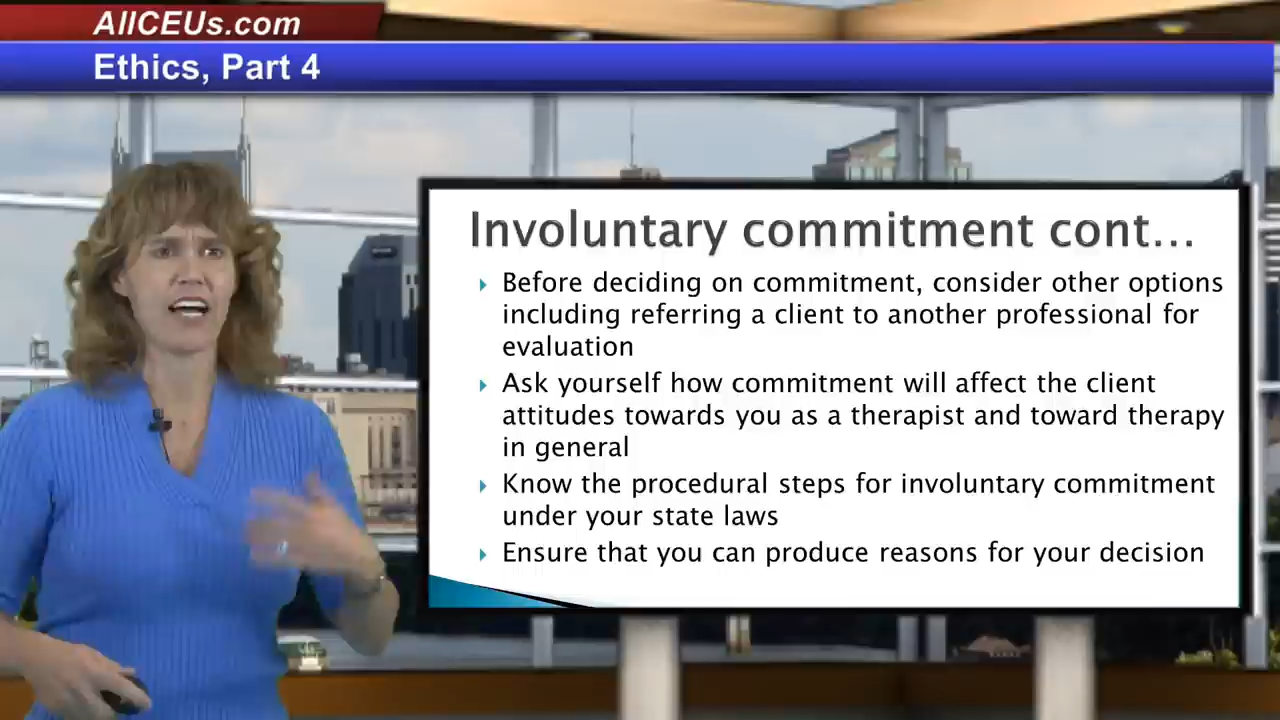 AllCEUs.com
Ethics, Part 4
Involuntary commitment cont...
Before deciding on commitment, consider other options
including referring a client to another professional for
evaluation
Ask yourself how commitment will affect the client
attitudes towards you as a therapist and toward therapy
in general
Know the procedural steps for involuntary commitment
under your state laws
Ensure that you can produce reasons for your decision